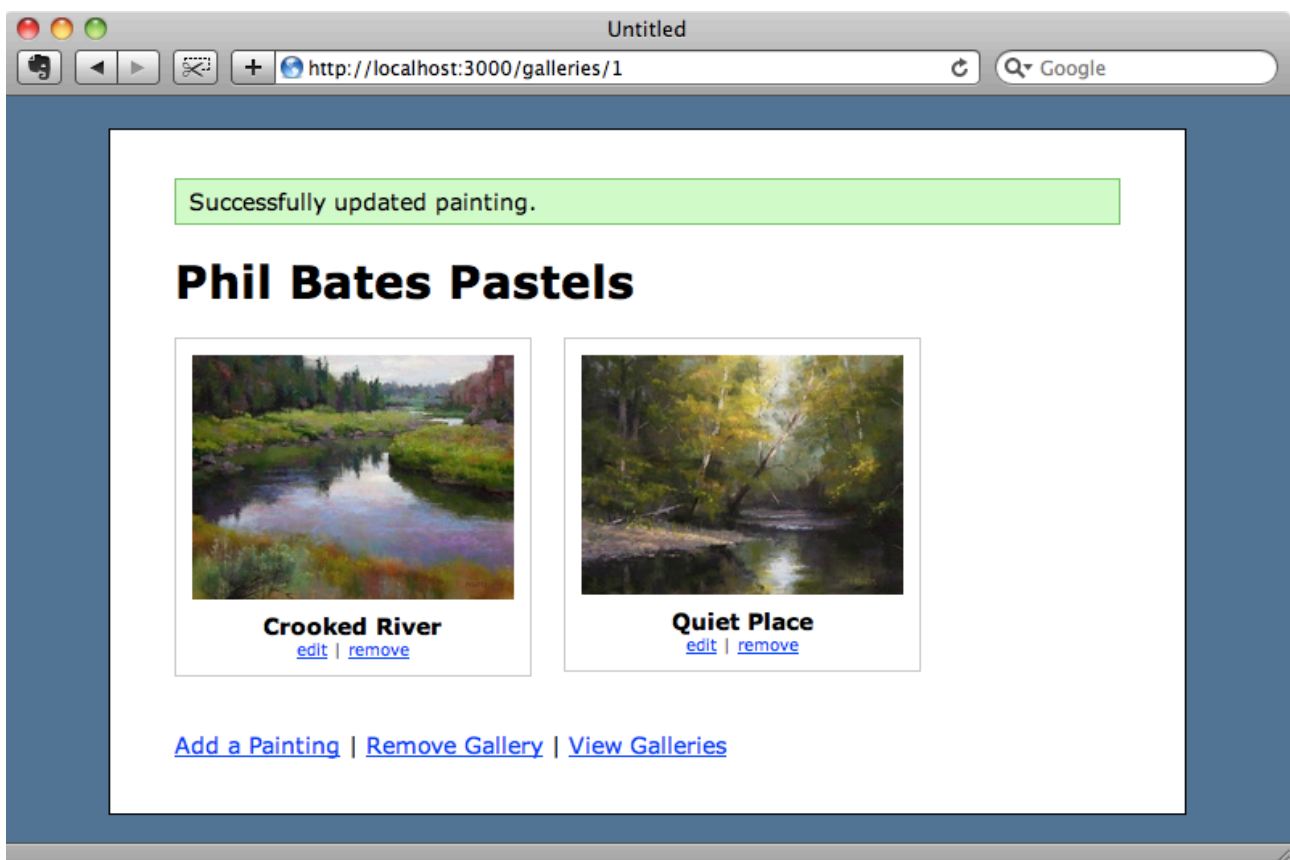 Untitled
http://localhost:3000/galleries/1
Google
Successfully updated painting.
Phil Bates Pastels
Crooked River
edit | remove
Quiet Place
edit | remove
Add a Painting | Remove Gallery | View Galleries